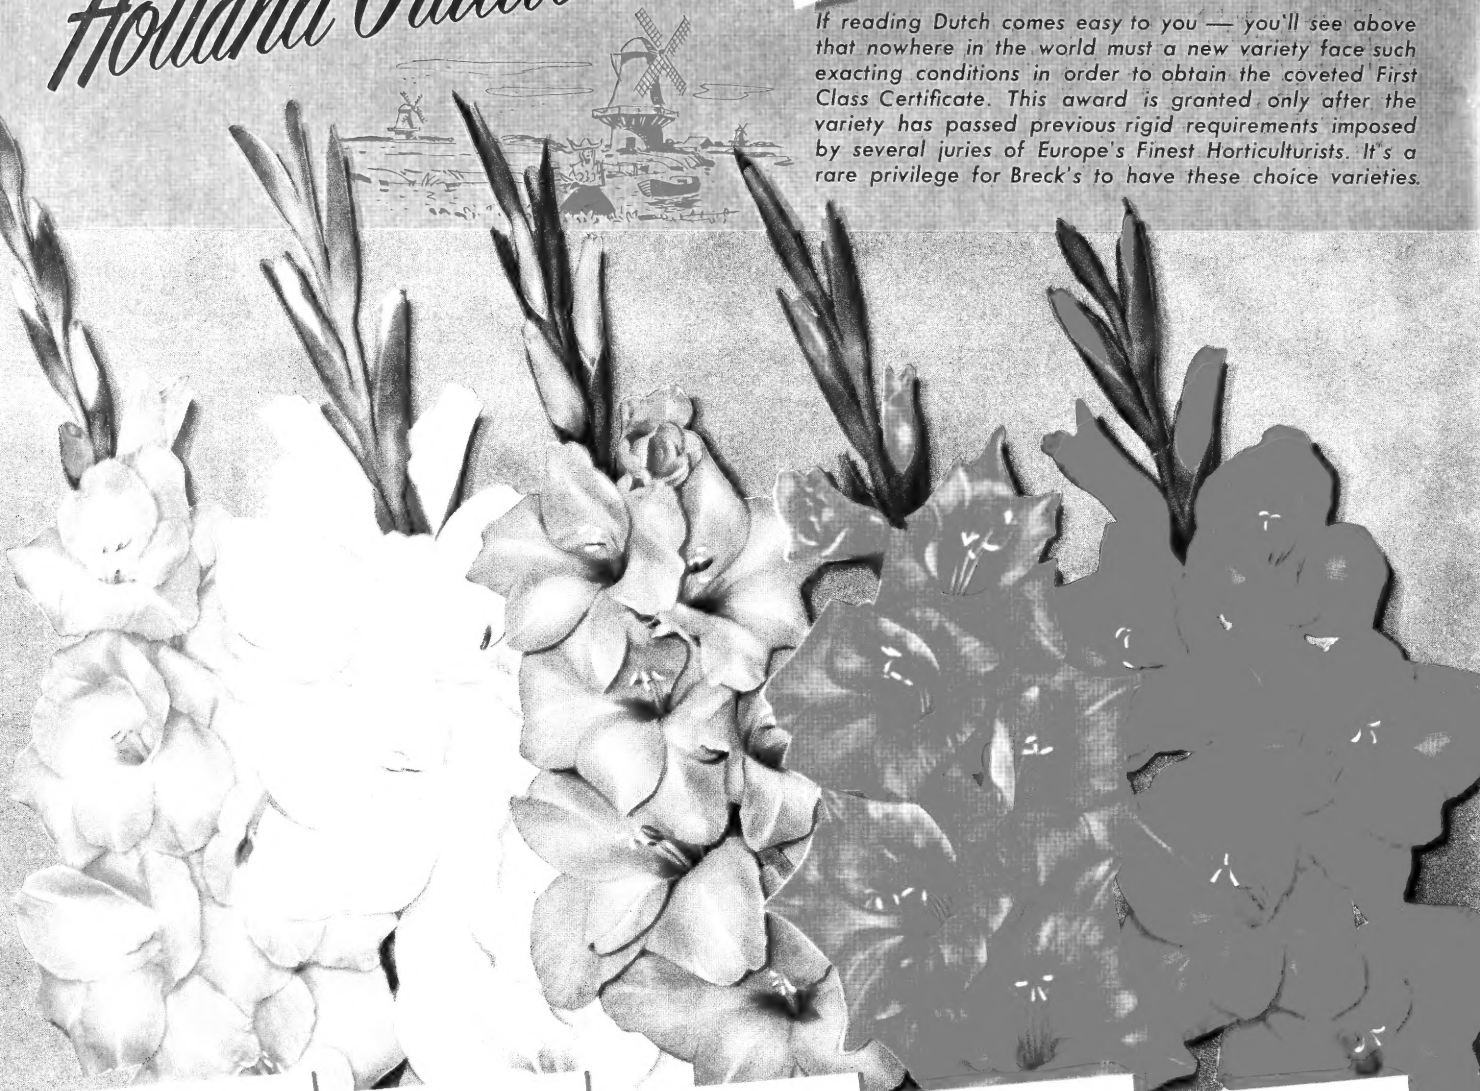 Holland
If reading Dutch comes easy to you — you'll see above
that nowhere in the world must a new variety face such
exacting conditions in order to obtain the coveted First
Class Certificate. This award is granted only after the
variety has passed previous rigid requirements imposed
by several juries of Europe's Finest Horticulturists. It's a
rare privilege for Breck's to have these choice varieties.